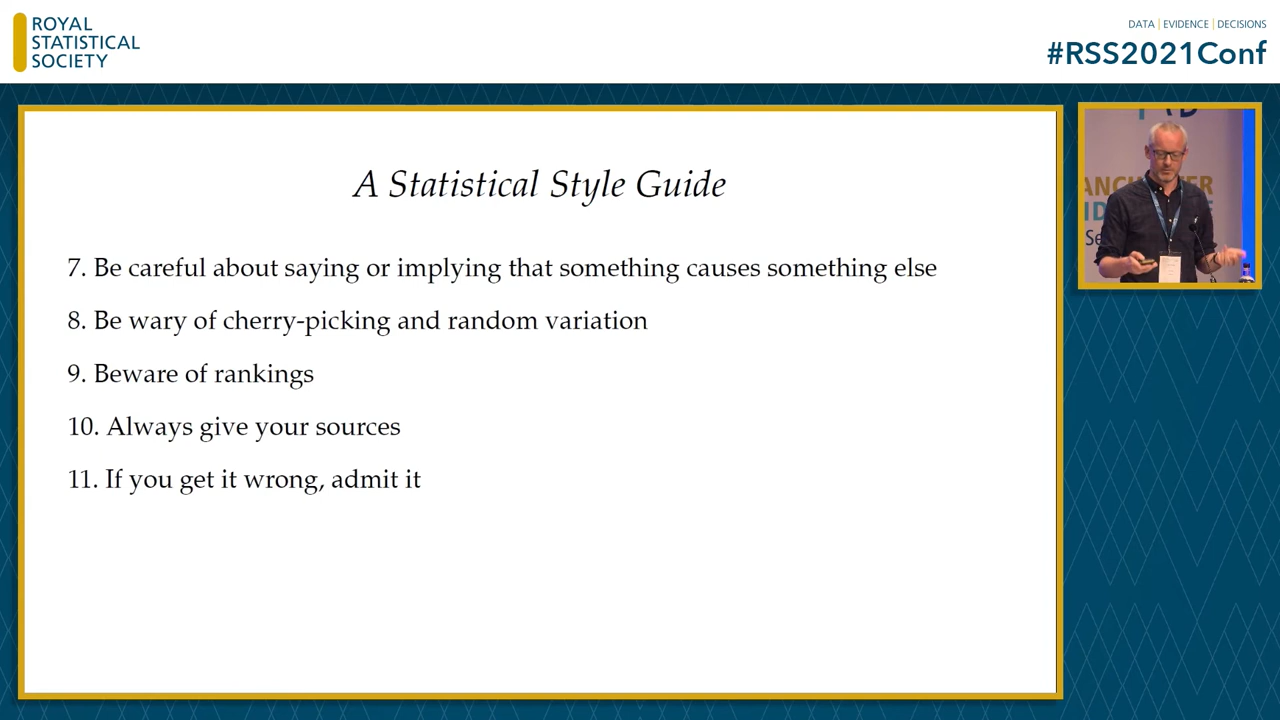 ROYAL
STATISTICAL
SOCIETY
DATA | EVIDENCE | DECISIONS
#RSS2021Conf
A Statistical Style Guide
7. Be careful about saying or implying that something causes something else
8. Be wary of cherry-picking and random variation
9. Beware of rankings
10. Always give your sources
11. If you get it wrong, admit it